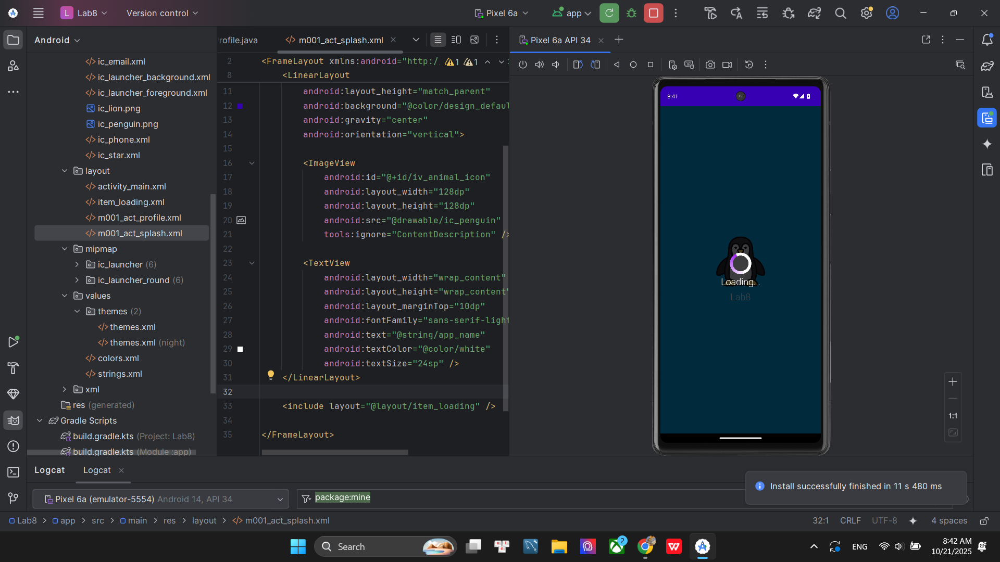 L Lab8
Version control
Pixel 6a
app
Android
rofile.java
m001_act_splash.xml
Pixel 6a API 34
ic_email.xml
ic_launcher_background.xml
ic_launcher_foreground.xml
ic_lion.png
ic_penguin.png
ic_phone.xml
ic_star.xml
layout
activity_main.xml
item_loading.xml
m001_act_profile.xml
m001_act_splash.xml
mipmap
ic_launcher (6)
ic_launcher_round (6)
values
themes (2)
themes.xml
themes.xml (night)
colors.xml
strings.xml
xml
res (generated)
Gradle Scripts
build.gradle.kts (Project: Lab8)
build.gradle.kts (Module :app)
2 <FrameLayout xmlns:android="http:/ 1 1
8 <LinearLayout
11 android:layout_height="match_parent"
12 android:background="@color/design_defaul
13 android:gravity="center"
14 android:orientation="vertical">
15
16 <ImageView
17 android:id="@+id/iv_animal_icon"
18 android:layout_width="128dp"
19 android:layout_height="128dp"
20 android:src="@drawable/ic_penguin"
21 tools:ignore="ContentDescription" />
22
23 <TextView
24 android:layout_width="wrap_content"
25 android:layout_height="wrap_content"
26 android:layout_marginTop="10dp"
27 android:fontFamily="sans-serif-light
28 android:text="@string/app_name"
29 android:textColor="@color/white"
30 android:textSize="24sp" />
31 </LinearLayout>
32
33 <include layout="@layout/item_loading" />
34
35 </FrameLayout>
8:41
Loading...
Lab8
1:1
Logcat
Logcat
Pixel 6a (emulator-5554) Android 14, API 34
package:mine
Install successfully finished in 11 s 480 ms
Lab8 > app > src > main > res > layout > m001_act_splash.xml
32:1
CRLF
UTF-8
4 spaces
Search
2
ENG
8:42 AM
10/21/2025